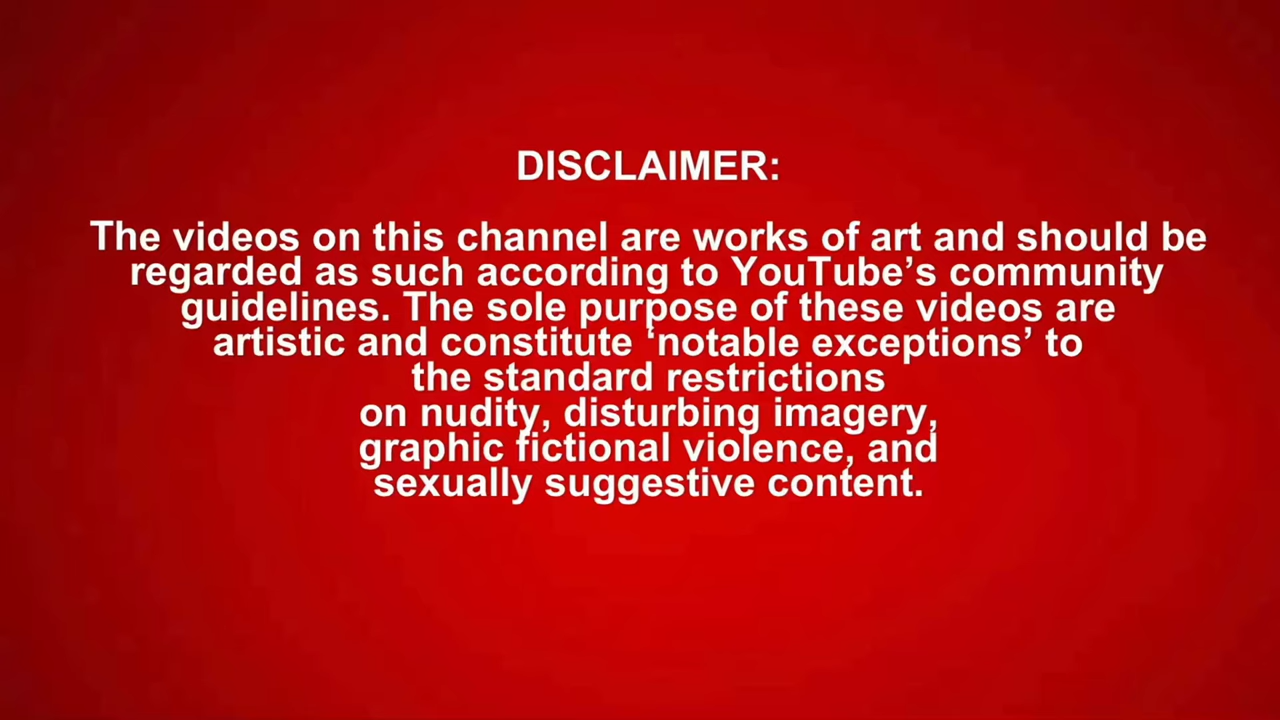 DISCLAIMER:
The videos on this channel are works of art and should be
regarded as such according to YouTube’s community
guidelines. The sole purpose of these videos are
artistic and constitute ‘notable exceptions’ to
the standard restrictions
on nudity, disturbing imagery,
graphic fictional violence, and
sexually suggestive content.